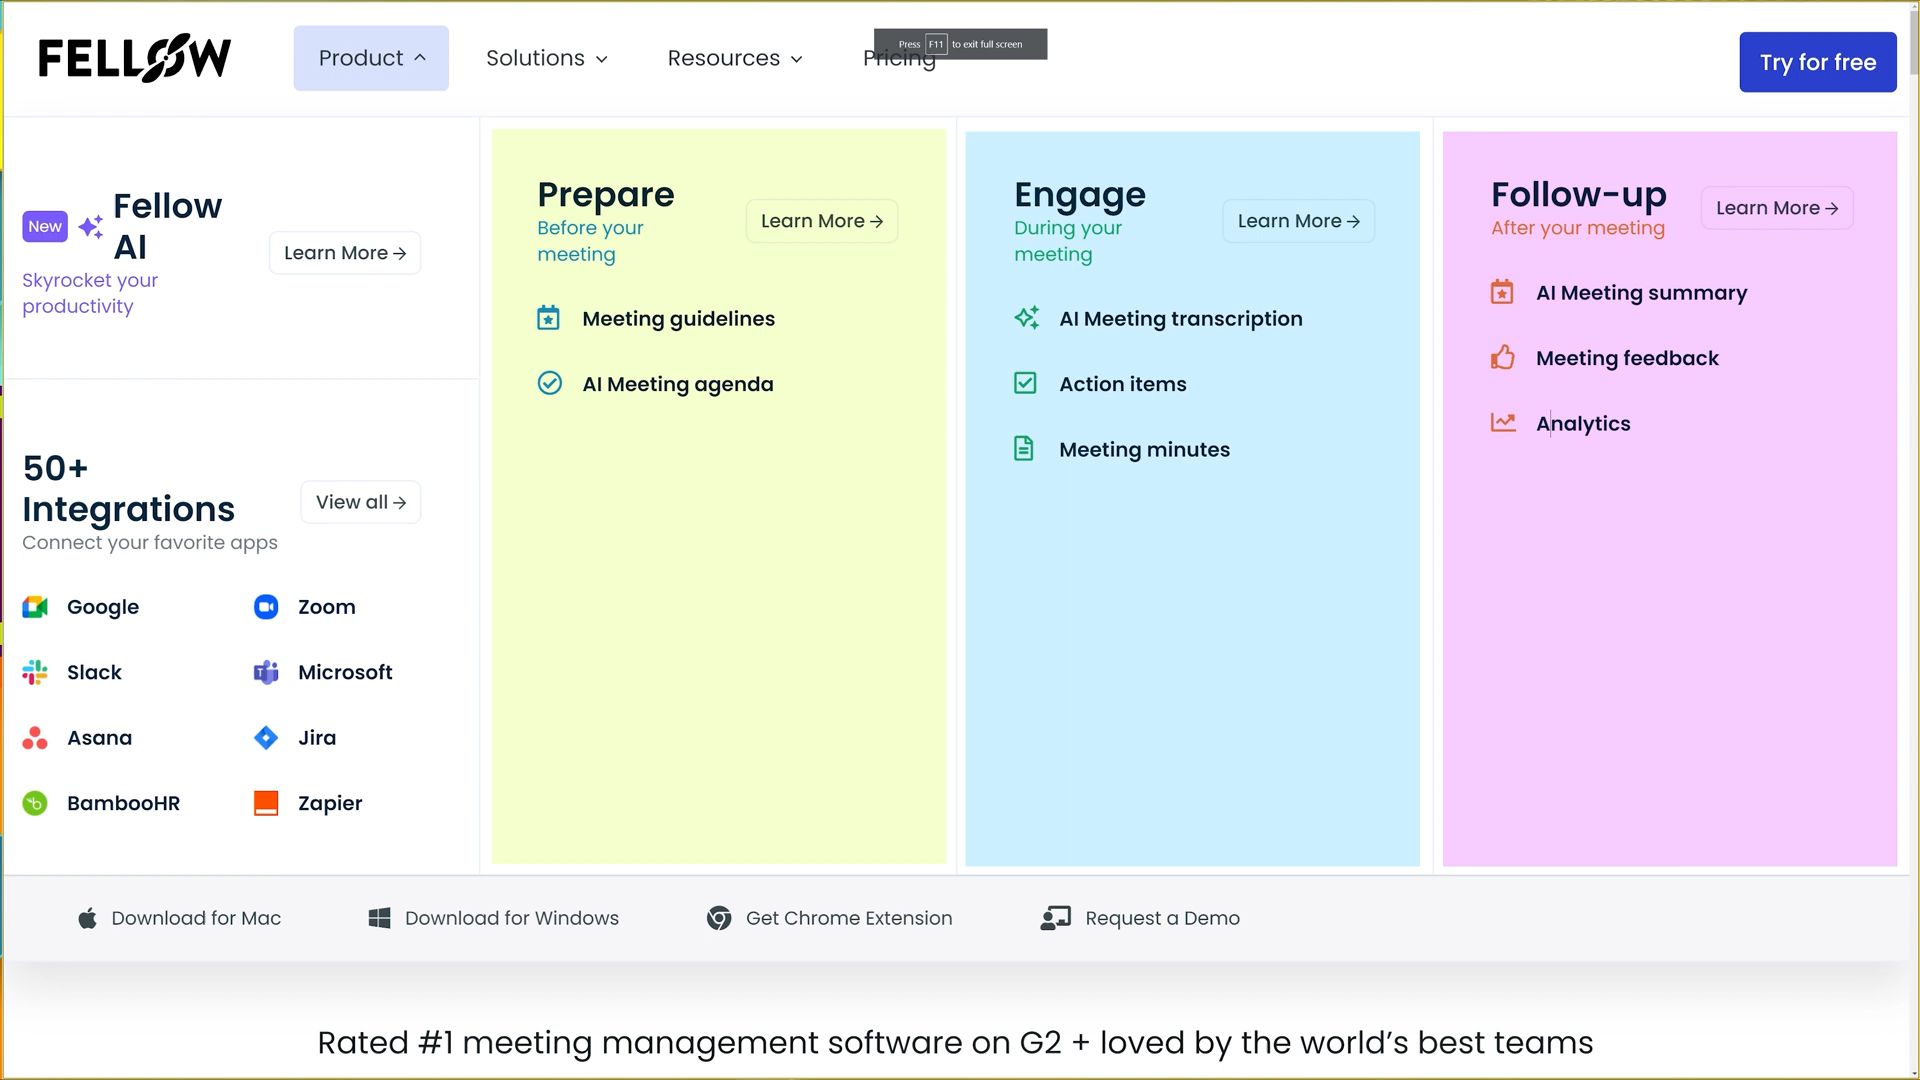 FELLOW
Product
Solutions
Resources
Pricing
Press F11 to exit full screen
Try for free
New
Fellow
AI
Skyrocket your
productivity
Learn More →
50+
Integrations
Connect your favorite apps
View all →
Google
Zoom
Slack
Microsoft
Asana
Jira
BambooHR
Zapier
Prepare
Before your
meeting
Learn More →
Meeting guidelines
AI Meeting agenda
Engage
During your
meeting
Learn More →
AI Meeting transcription
Action items
Meeting minutes
Follow-up
After your meeting
Learn More →
AI Meeting summary
Meeting feedback
Analytics
Download for Mac
Download for Windows
Get Chrome Extension
Request a Demo
Rated #1 meeting management software on G2 + loved by the world’s best teams